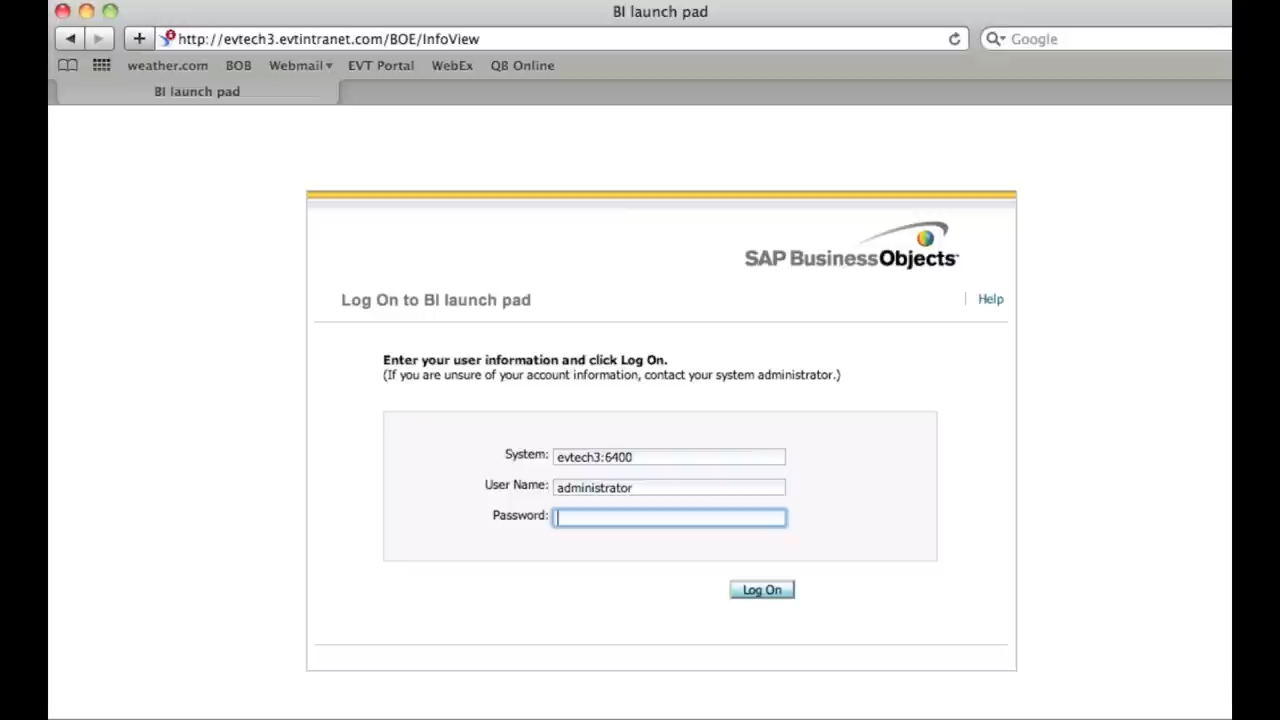 BI launch pad
http://evtech3.evtintranet.com/BOE/InfoView
Google
weather.com BOB Webmail EVT Portal WebEx QB Online
BI launch pad
SAP BusinessObjects
Log On to BI launch pad
Help
Enter your user information and click Log On.
(If you are unsure of your account information, contact your system administrator.)
System: evtech3:6400
User Name: administrator
Password:
Log On